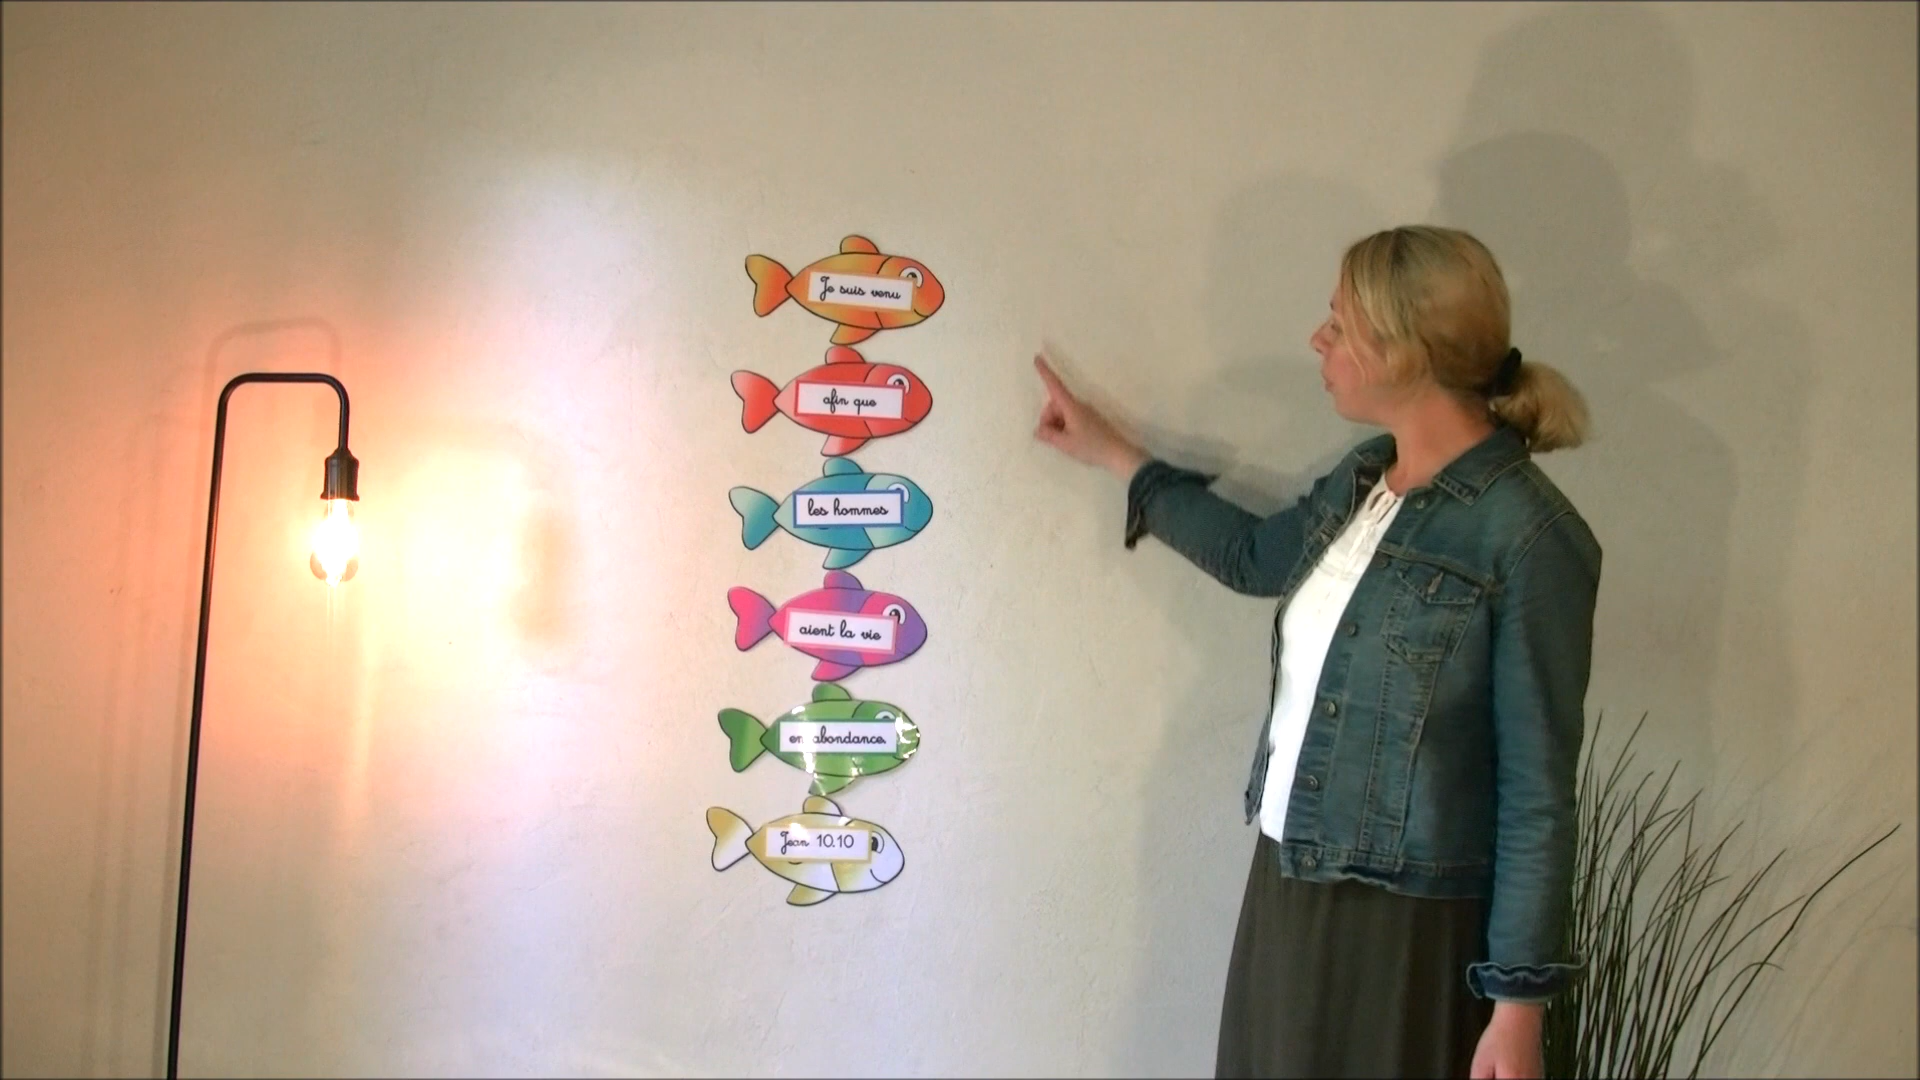 Je suis venu
afin que
les hommes
aient la vie
en abondance
Jean 10.10